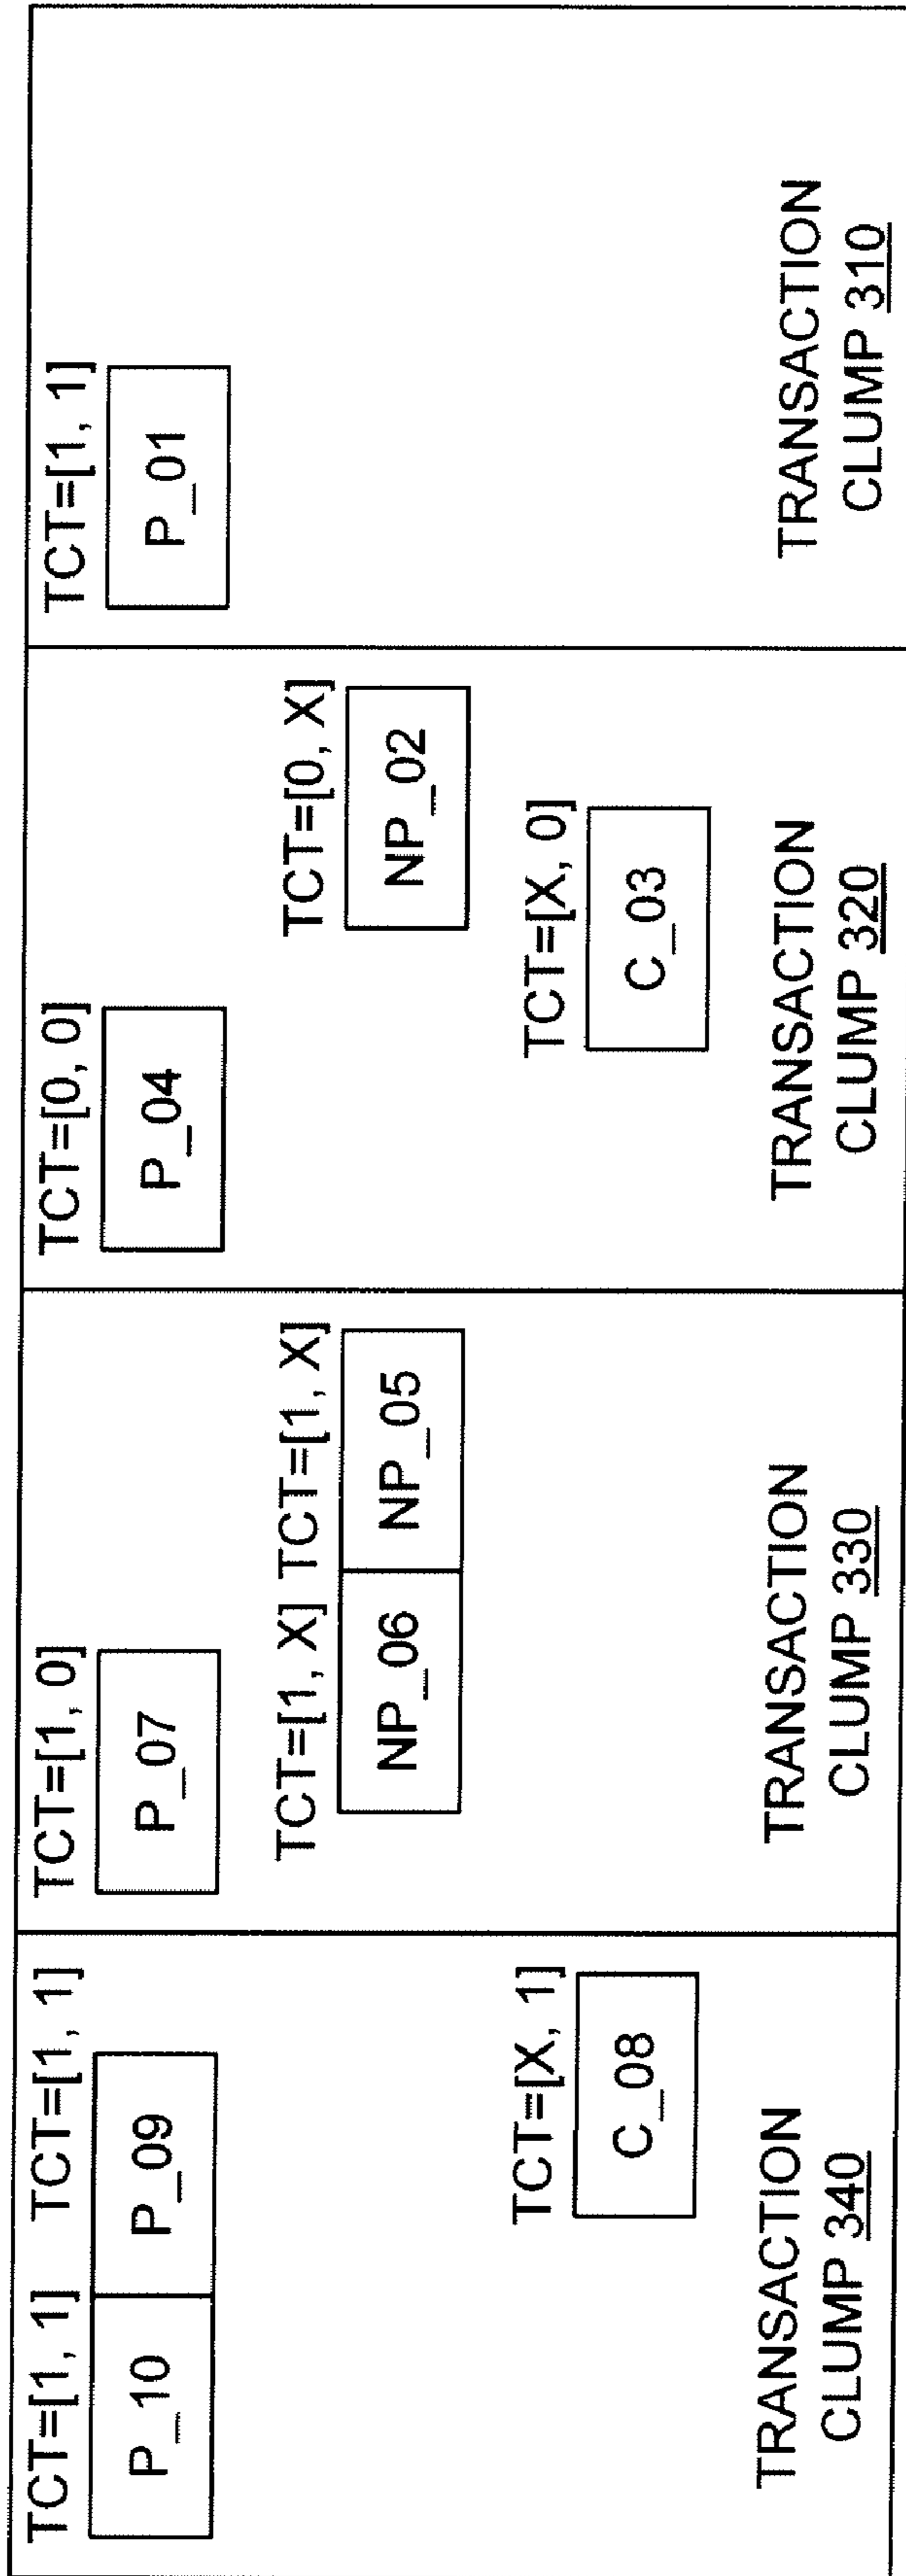 TCT=[1, 1] TCT=[1, 1]
P_10 P_09
TCT=[X, 1]
C_08
TRANSACTION
CLUMP 340
TCT=[1, 0]
P_07
TCT=[1, X] TCT=[1, X]
NP_06 NP_05
TRANSACTION
CLUMP 330
TCT=[0, 0]
P_04
TCT=[0, X]
NP_02
TCT=[X, 0]
C_03
TRANSACTION
CLUMP 320
TCT=[1, 1]
P_01
TRANSACTION
CLUMP 310